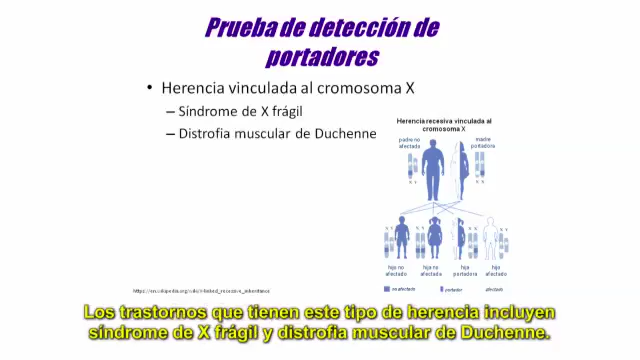 Prueba de detección de
portadores
• Herencia vinculada al cromosoma X
– Síndrome de X frágil
– Distrofia muscular de Duchenne
Herencia recesiva vinculada al
cromosoma X
padre no
afectado
madre
portadora
hijo no
afectado
hija no
afectada
hija
portadora
hijo
afectado
no afectado
portador
afectado
Los trastornos que tienen este tipo de herencia incluyen
síndrome de X frágil y distrofia muscular de Duchenne.